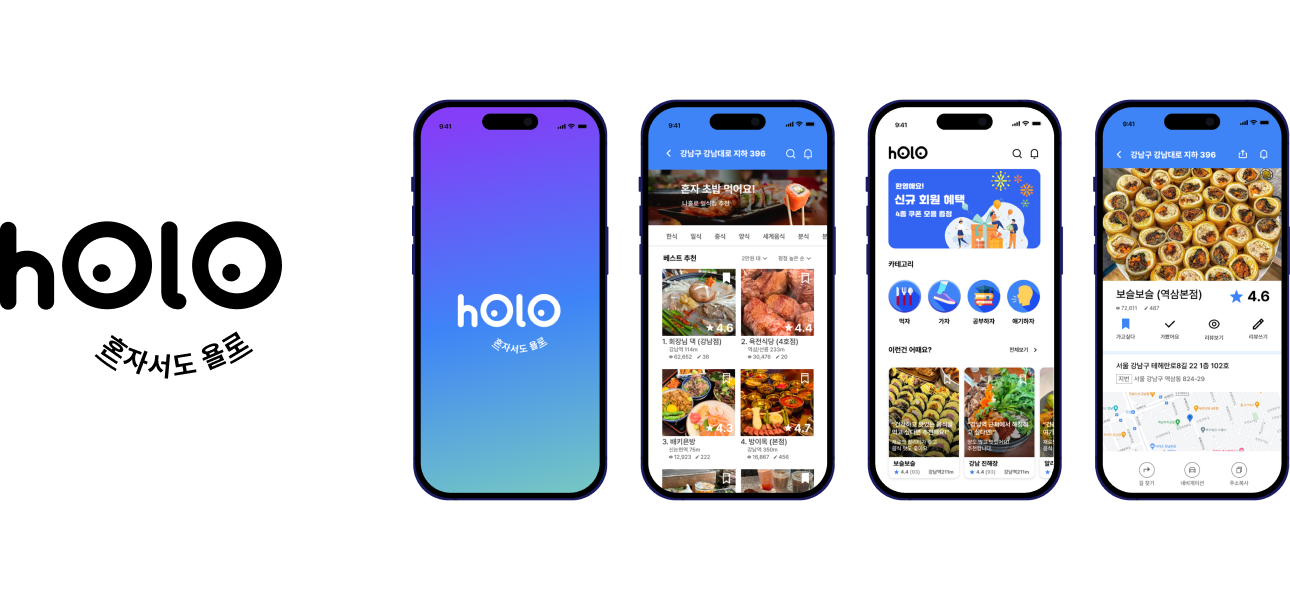 holo
혼자서도 욜로
9:41
holo
혼자서도 욜로
9:41
강남구 강남대로 지하 396
혼자 초밥 먹어요!
나홀로 일식집 추천
한식 일식 중식 양식 세계음식 분식
베스트 추천 2만원 대 평점 높은 순
4.6 4.4
1. 회장님 댁 (강남점) 2. 육전식당 (4호점)
강남역 114m 역삼/선릉 233m
62,652 38 30,476 20
4.3 4.7
3. 배키욘방 4. 방이옥 (본점)
신논현역 75m 강남역 350m
12,923 222 16,667 456
9:41
holo
환영해요!
신규 회원 혜택
4종 쿠폰 모음 증정
카테고리
먹자 가자 공부하자 얘기하자
이런건 어때요? 전체보기
보슬보슬 강남 진해장
4.4 (93) 강남역211m 4.4 (93) 강남역211m
9:41
강남구 강남대로 지하 396
보슬보슬 (역삼본점) 4.6
72,611 487
가고싶다 가봤어요 리뷰보기 리뷰쓰기
서울 강남구 테헤란로8길 22 1층 102호
지번 서울 강남구 역삼동 824-29
길 찾기 네비게이션 주소복사